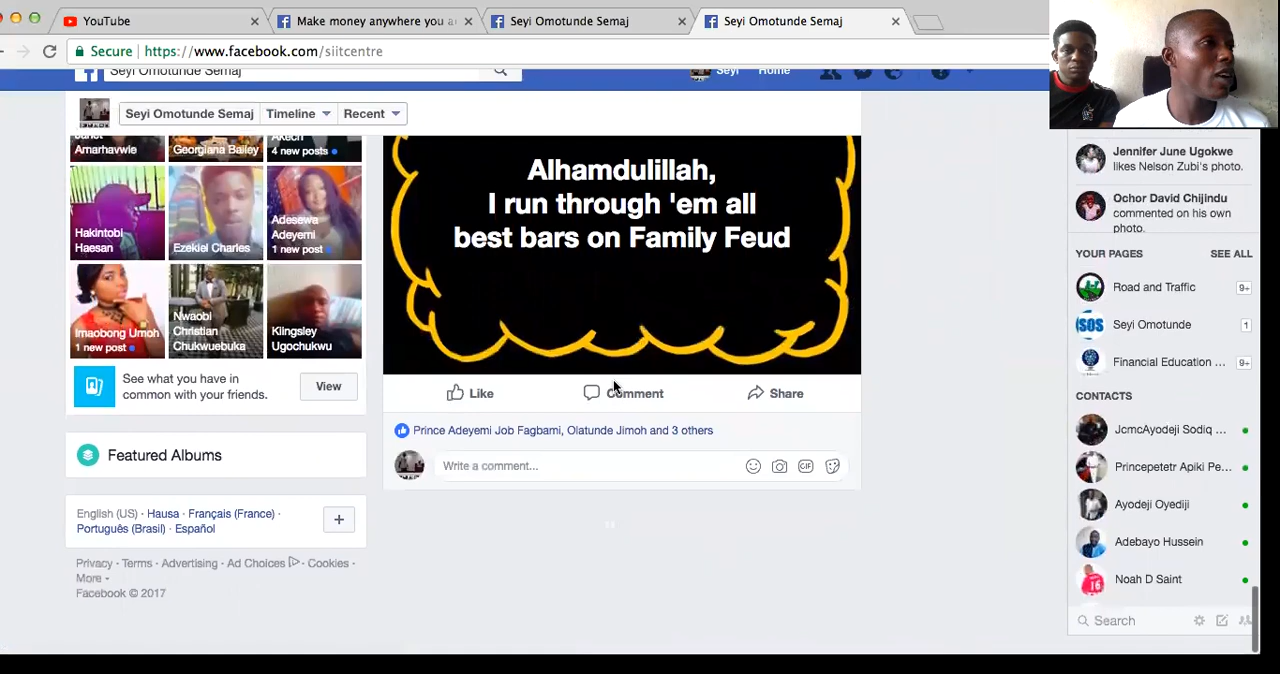 YouTube
Make money anywhere you a
Seyi Omotunde Semaj
Seyi Omotunde Semaj
Secure
https://www.facebook.com/siitcentre
Seyi Omotunde Semaj
Seyi
Home
Seyi Omotunde Semaj
Timeline
Recent
Amarhavwie
Georgiana Bailey
4 new posts
Hakintobi
Haesan
Ezekiel Charles
Adesewa
Adeyemi
1 new post
Imaobong Umoh
1 new post
Nwaobi
Christian
Chukwuebuka
Klingsley
Ugochukwu
See what you have in
common with your friends.
View
Featured Albums
English (US) · Hausa · Français (France) ·
Português (Brasil) · Español
Privacy · Terms · Advertising · Ad Choices · Cookies ·
More
Facebook © 2017
Alhamdulillah,
I run through 'em all
best bars on Family Feud
Like
Comment
Share
Prince Adeyemi Job Fagbami, Olatunde Jimoh and 3 others
Write a comment...
GIF
Jennifer June Ugokwe
likes Nelson Zubi's photo.
Ochor David Chijindu
commented on his own
photo.
YOUR PAGES
SEE ALL
Road and Traffic
9+
SOS
Seyi Omotunde
1
Financial Education ...
9+
CONTACTS
JcmcAyodeji Sodiq ...
Princepetetr Apiki Pe...
Ayodeji Oyediji
Adebayo Hussein
Noah D Saint
Search